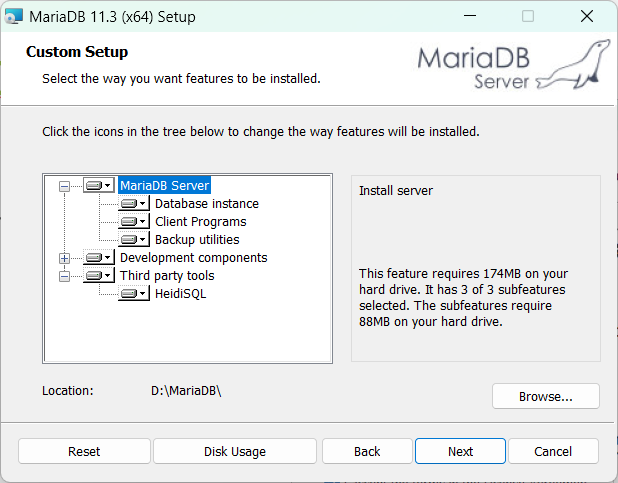 MariaDB 11.3 (x64) Setup
Custom Setup
Select the way you want features to be installed.
MariaDB
Server
Click the icons in the tree below to change the way features will be installed.
MariaDB Server
Database instance
Client Programs
Backup utilities
Development components
Third party tools
HeidiSQL
Install server
This feature requires 174MB on your
hard drive. It has 3 of 3 subfeatures
selected. The subfeatures require
88MB on your hard drive.
Location: D:\MariaDB\
Browse...
Reset Disk Usage Back Next Cancel